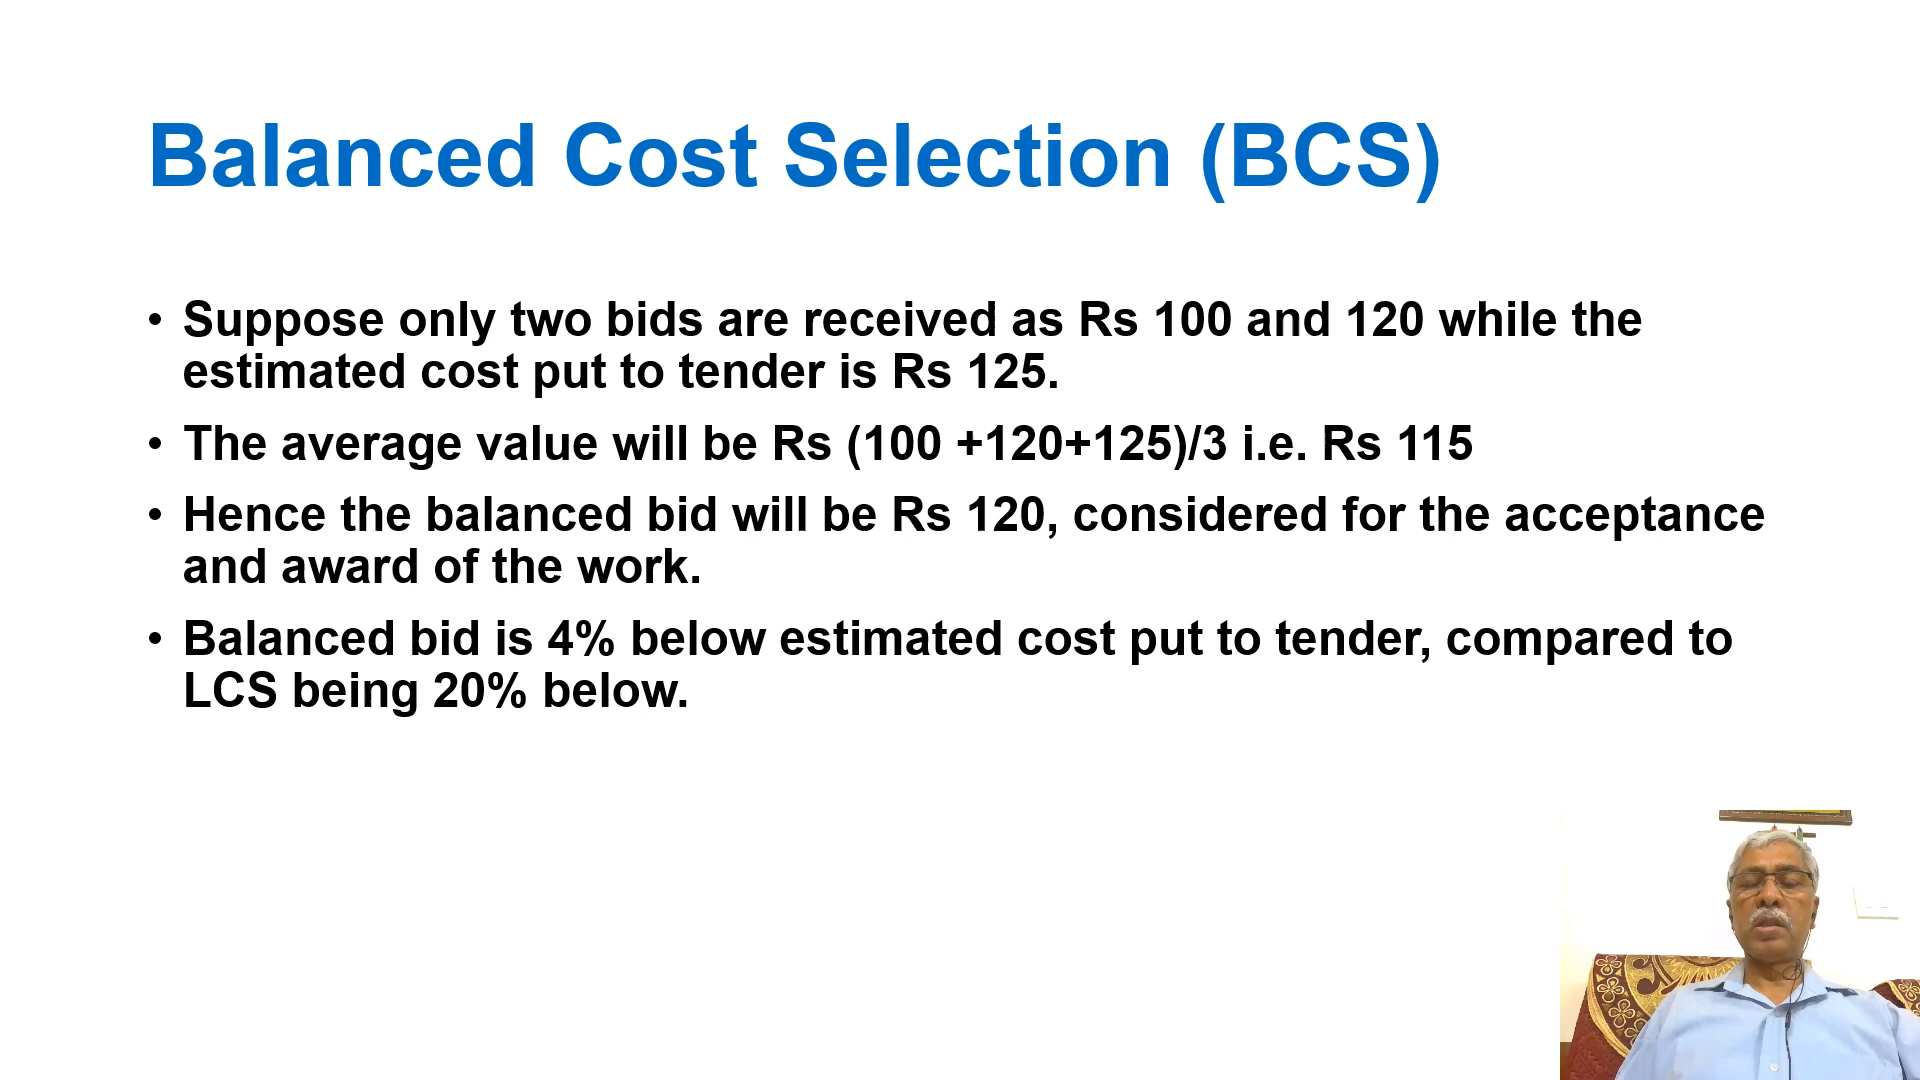 Balanced Cost Selection (BCS)
• Suppose only two bids are received as Rs 100 and 120 while the
estimated cost put to tender is Rs 125.
• The average value will be Rs (100 +120+125)/3 i.e. Rs 115
• Hence the balanced bid will be Rs 120, considered for the acceptance
and award of the work.
• Balanced bid is 4% below estimated cost put to tender, compared to
LCS being 20% below.